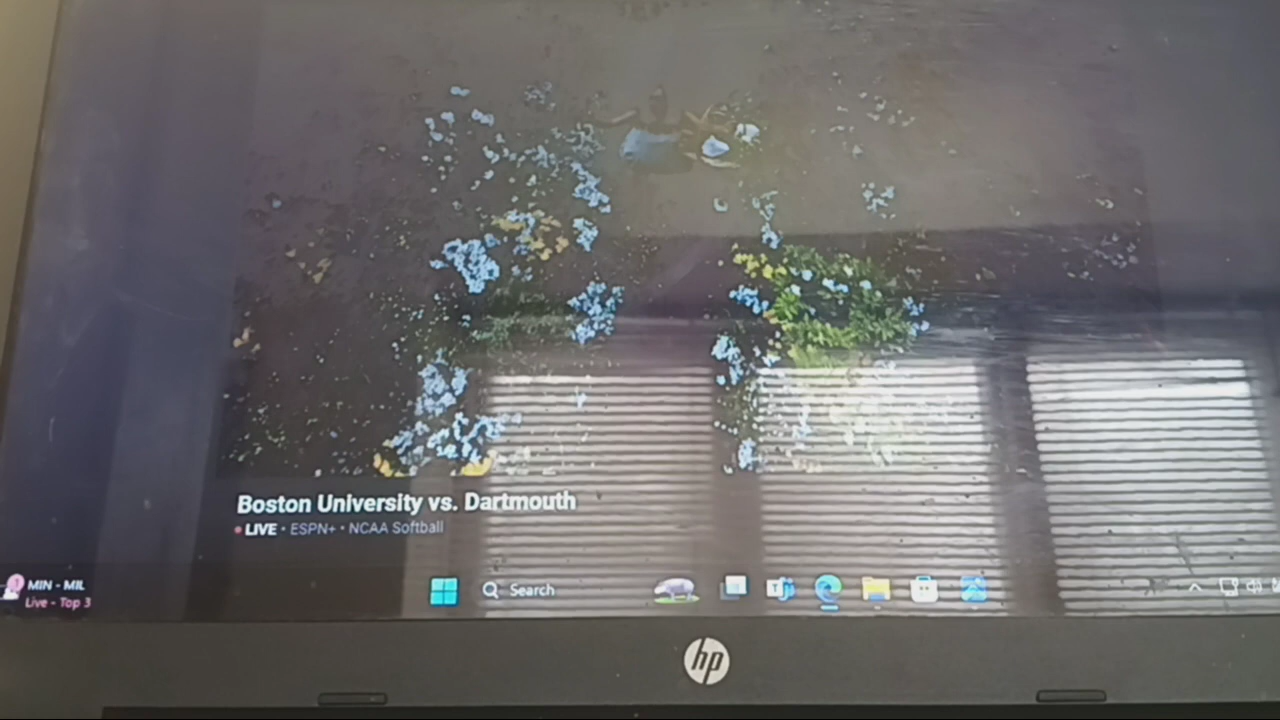 Boston University vs. Dartmouth
• LIVE • ESPN+ • NCAA Softball
MIN - MIL
Live - Top 3
Search
hp